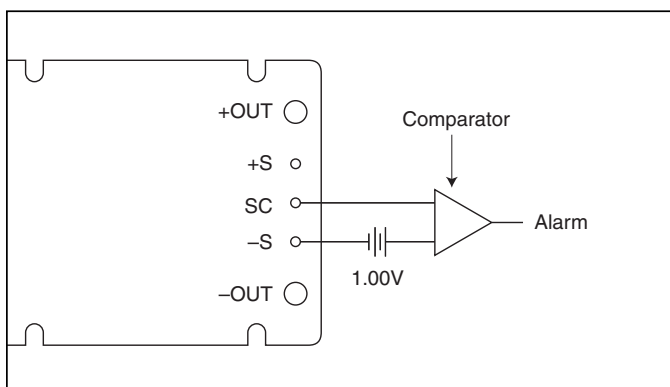 +OUT
Comparator
+S
SC
Alarm
–S
1.00V
–OUT